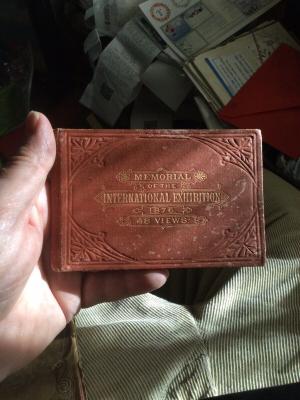 MEMORIAL
OF THE
INTERNATIONAL EXHIBITION
1876
48 VIEWS.